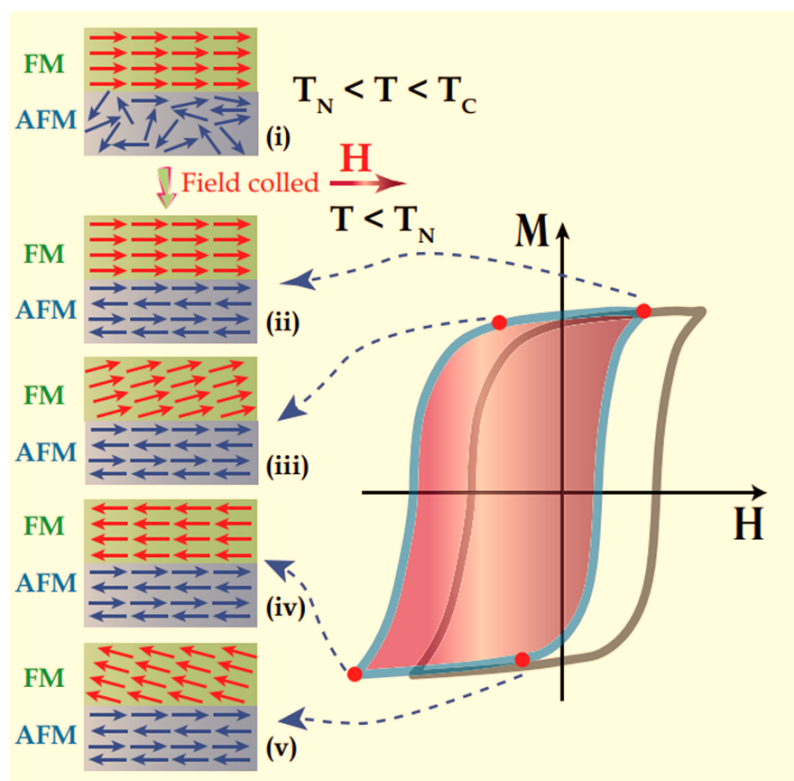 FM
AFM
(i)
T_N < T < T_C
Field colled
H
T < T_N
FM
AFM
(ii)
M
FM
AFM
(iii)
H
FM
AFM
(iv)
FM
AFM
(v)